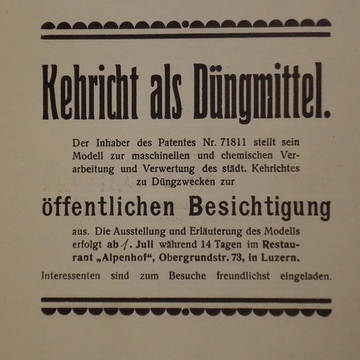 Kehricht als Düngmittel.
Der Inhaber des Patentes Nr. 71811 stellt sein
Modell zur maschinellen und chemischen Ver-
arbeitung und Verwertung des städt. Kehrichtes
zu Düngzwecken zur
öffentlichen Besichtigung
aus. Die Ausstellung und Erläuterung des Modells
erfolgt ab 1. Juli während 14 Tagen im Restau-
rant „Alpenhof", Obergrundstr. 73, in Luzern.
Interessenten sind zum Besuche freundlichst eingeladen.